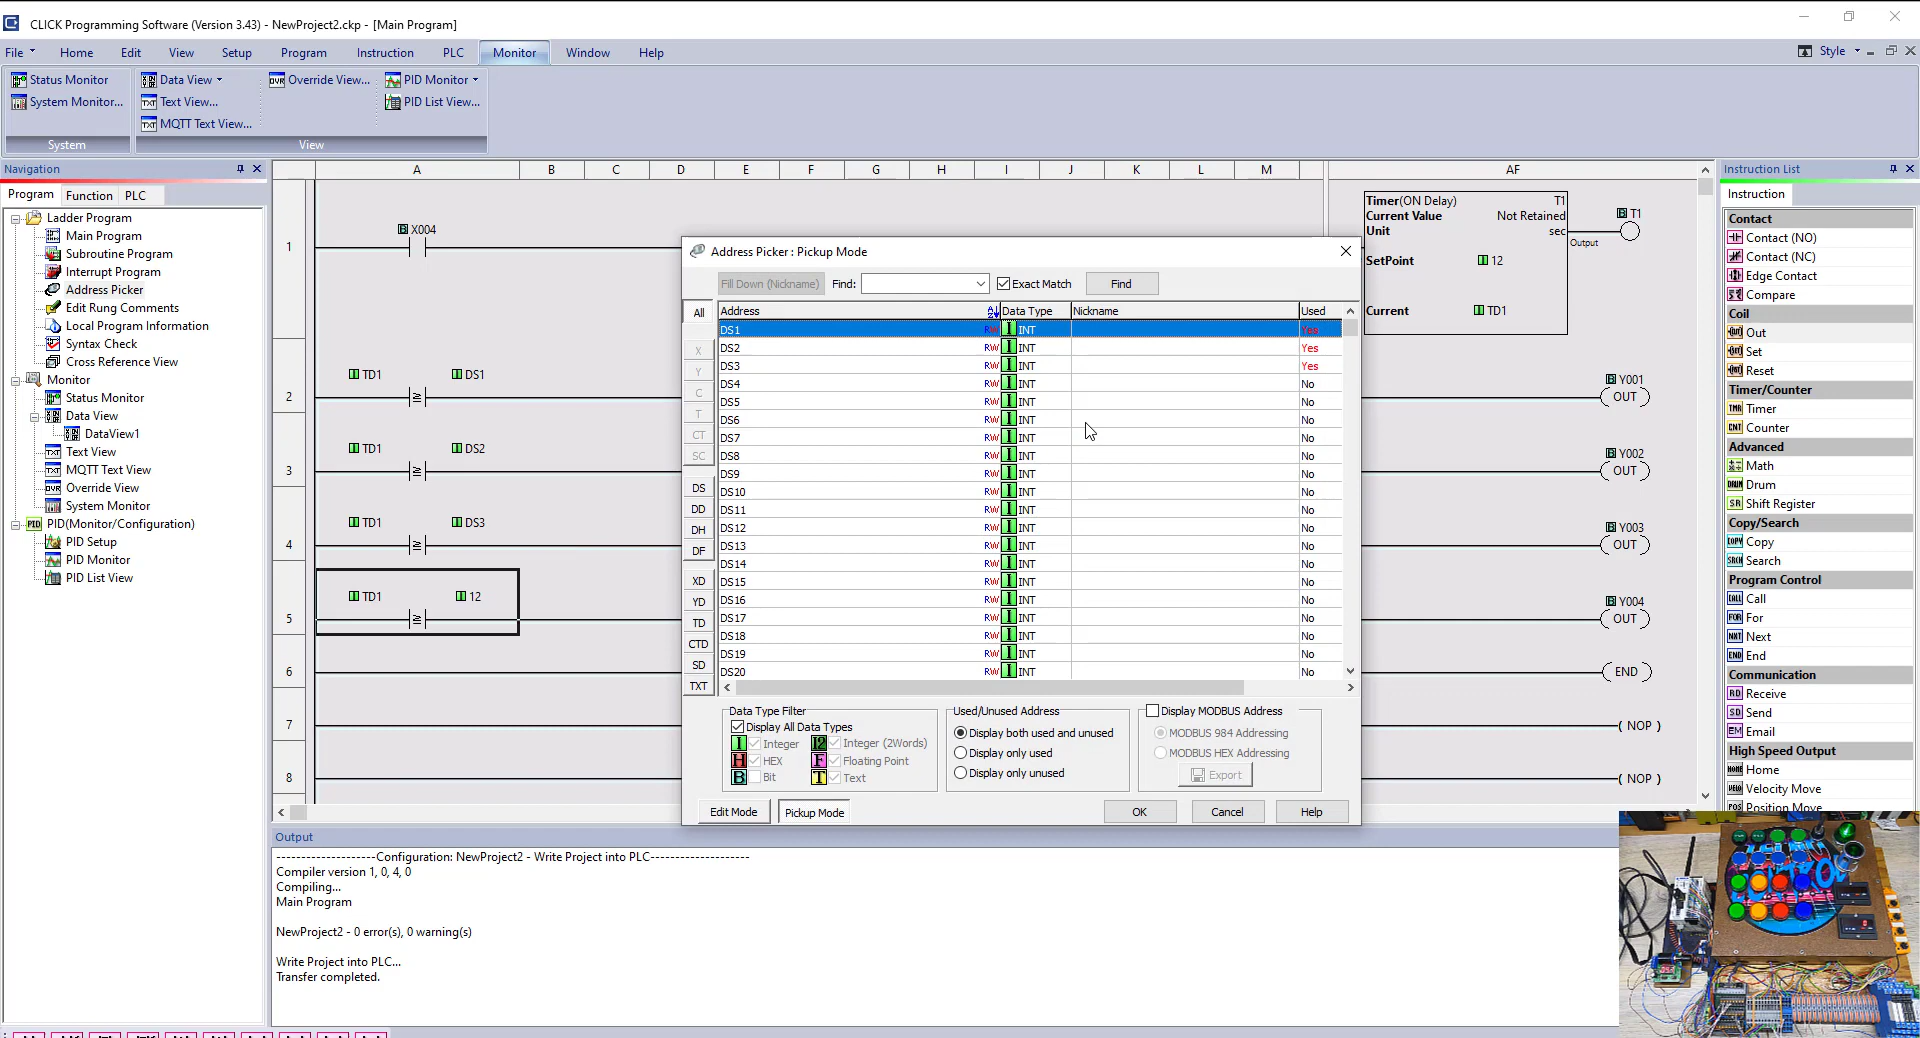 CLICK Programming Software (Version 3.43) - NewProject2.ckp - [Main Program]
File Home Edit View Setup Program Instruction PLC Monitor Window Help Style
Status Monitor Data View Override View... PID Monitor
System Monitor... Text View... PID List View...
MQTT Text View...
System View
Navigation
Program Function PLC
Ladder Program
Main Program
Subroutine Program
Interrupt Program
Address Picker
Edit Rung Comments
Local Program Information
Syntax Check
Cross Reference View
Monitor
Status Monitor
Data View
DataView1
Text View
MQTT Text View
Override View
System Monitor
PID(Monitor/Configuration)
PID Setup
PID Monitor
PID List View
A B C D E F G H I J K L M AF
1 X004
Timer(ON Delay) T1
Current Value Not Retained
Unit sec
SetPoint 12
Current TD1
Output
T1
2 TD1 DS1 Y001 OUT
3 TD1 DS2 Y002 OUT
4 TD1 DS3 Y003 OUT
5 TD1 12 Y004 OUT
6 END
7 NOP
8 NOP
Address Picker : Pickup Mode
Fill Down (Nickname) Find: Exact Match Find
All
X
Y
C
T
CT
SC
DS
DD
DH
DF
XD
YD
TD
CTD
SD
TXT
Address Data Type Nickname Used
DS1 RW INT Yes
DS2 RW INT Yes
DS3 RW INT Yes
DS4 RW INT No
DS5 RW INT No
DS6 RW INT No
DS7 RW INT No
DS8 RW INT No
DS9 RW INT No
DS10 RW INT No
DS11 RW INT No
DS12 RW INT No
DS13 RW INT No
DS14 RW INT No
DS15 RW INT No
DS16 RW INT No
DS17 RW INT No
DS18 RW INT No
DS19 RW INT No
DS20 RW INT No
Data Type Filter
Display All Data Types
I Integer I2 Integer (2Words)
H HEX F Floating Point
B Bit T Text
Used/Unused Address
Display both used and unused
Display only used
Display only unused
Display MODBUS Address
MODBUS 984 Addressing
MODBUS HEX Addressing
Export
Edit Mode Pickup Mode OK Cancel Help
Instruction List
Instruction
Contact
Contact (NO)
Contact (NC)
Edge Contact
Compare
Coil
Out
Set
Reset
Timer/Counter
Timer
Counter
Advanced
Math
Drum
Shift Register
Copy/Search
Copy
Search
Program Control
Call
For
Next
End
Communication
Receive
Send
Email
High Speed Output
Home
Velocity Move
Position Move
Output
--------------------Configuration: NewProject2 - Write Project into PLC--------------------
Compiler version 1, 0, 4, 0
Compiling...
Main Program
NewProject2 - 0 error(s), 0 warning(s)
Write Project into PLC...
Transfer completed.